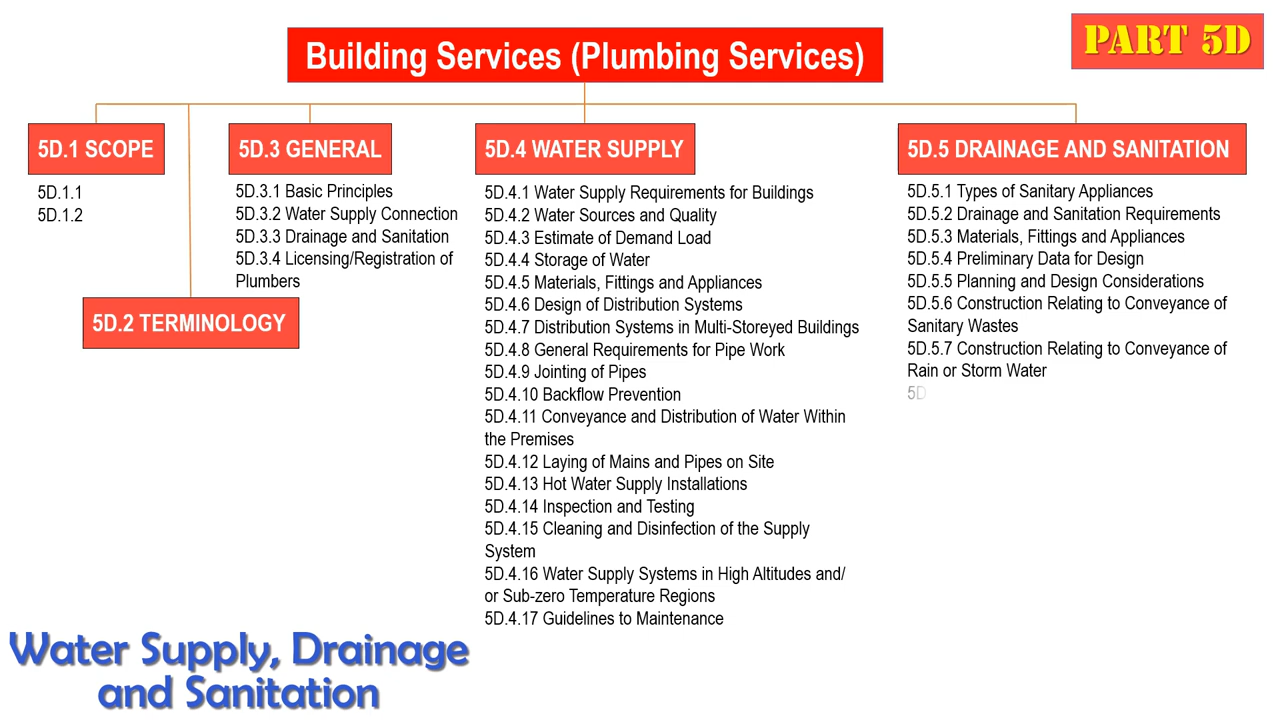 Building Services (Plumbing Services)
PART 5D
5D.1 SCOPE
5D.1.1
5D.1.2
5D.2 TERMINOLOGY
5D.3 GENERAL
5D.3.1 Basic Principles
5D.3.2 Water Supply Connection
5D.3.3 Drainage and Sanitation
5D.3.4 Licensing/Registration of
Plumbers
5D.4 WATER SUPPLY
5D.4.1 Water Supply Requirements for Buildings
5D.4.2 Water Sources and Quality
5D.4.3 Estimate of Demand Load
5D.4.4 Storage of Water
5D.4.5 Materials, Fittings and Appliances
5D.4.6 Design of Distribution Systems
5D.4.7 Distribution Systems in Multi-Storeyed Buildings
5D.4.8 General Requirements for Pipe Work
5D.4.9 Jointing of Pipes
5D.4.10 Backflow Prevention
5D.4.11 Conveyance and Distribution of Water Within
the Premises
5D.4.12 Laying of Mains and Pipes on Site
5D.4.13 Hot Water Supply Installations
5D.4.14 Inspection and Testing
5D.4.15 Cleaning and Disinfection of the Supply
System
5D.4.16 Water Supply Systems in High Altitudes and/
or Sub-zero Temperature Regions
5D.4.17 Guidelines to Maintenance
5D.5 DRAINAGE AND SANITATION
5D.5.1 Types of Sanitary Appliances
5D.5.2 Drainage and Sanitation Requirements
5D.5.3 Materials, Fittings and Appliances
5D.5.4 Preliminary Data for Design
5D.5.5 Planning and Design Considerations
5D.5.6 Construction Relating to Conveyance of
Sanitary Wastes
5D.5.7 Construction Relating to Conveyance of
Rain or Storm Water
5D
Water Supply, Drainage
and Sanitation